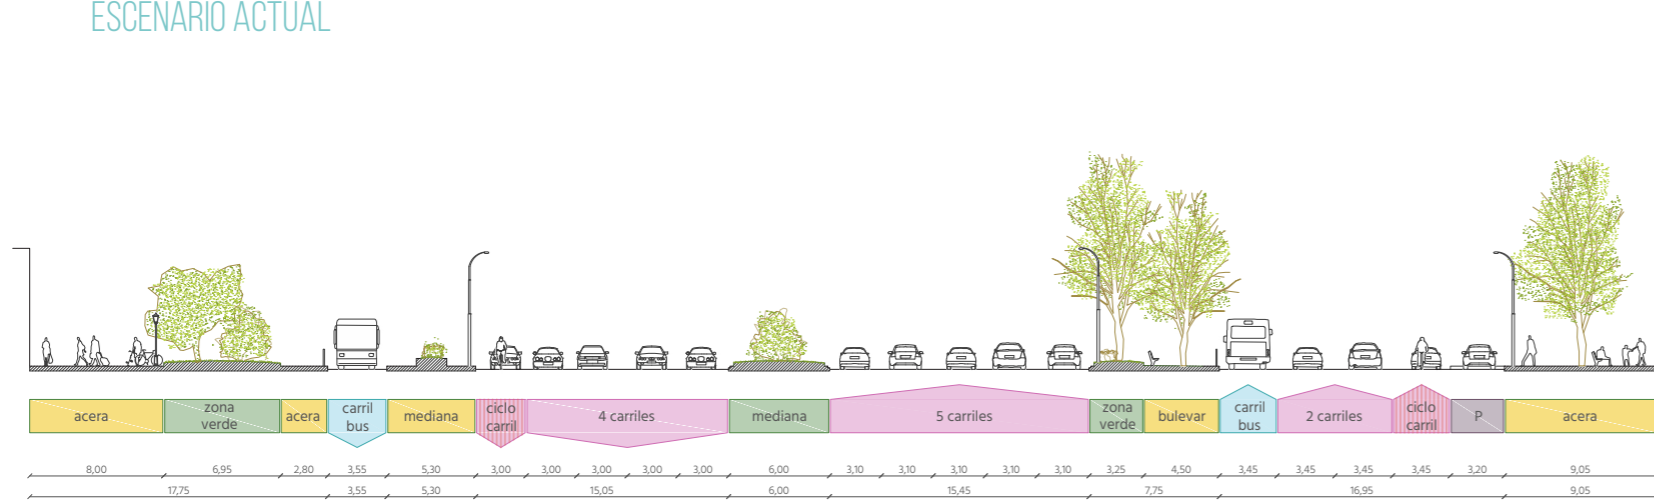 ESCENARIO ACTUAL
acera
zona
verde
acera
carril
bus
mediana
ciclo
carril
4 carriles
mediana
5 carriles
zona
verde
bulevar
carril
bus
2 carriles
ciclo
carril
P
acera
8,00 6,95 2,80 3,55 5,30 3,00 3,00 3,00 3,00 3,00 6,00 3,10 3,10 3,10 3,10 3,10 3,25 4,50 3,45 3,45 3,45 3,45 3,20 9,05
17,75 3,55 5,30 15,05 6,00 15,45 7,75 16,95 9,05